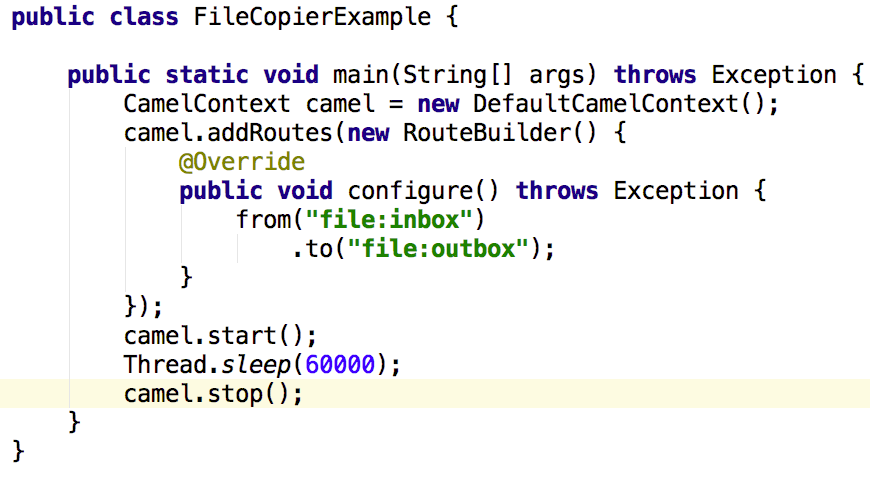 public class FileCopierExample {
public static void main(String[] args) throws Exception {
CamelContext camel = new DefaultCamelContext();
camel.addRoutes(new RouteBuilder() {
@Override
public void configure() throws Exception {
from("file:inbox")
.to("file:outbox");
}
});
camel.start();
Thread.sleep(60000);
camel.stop();
}
}